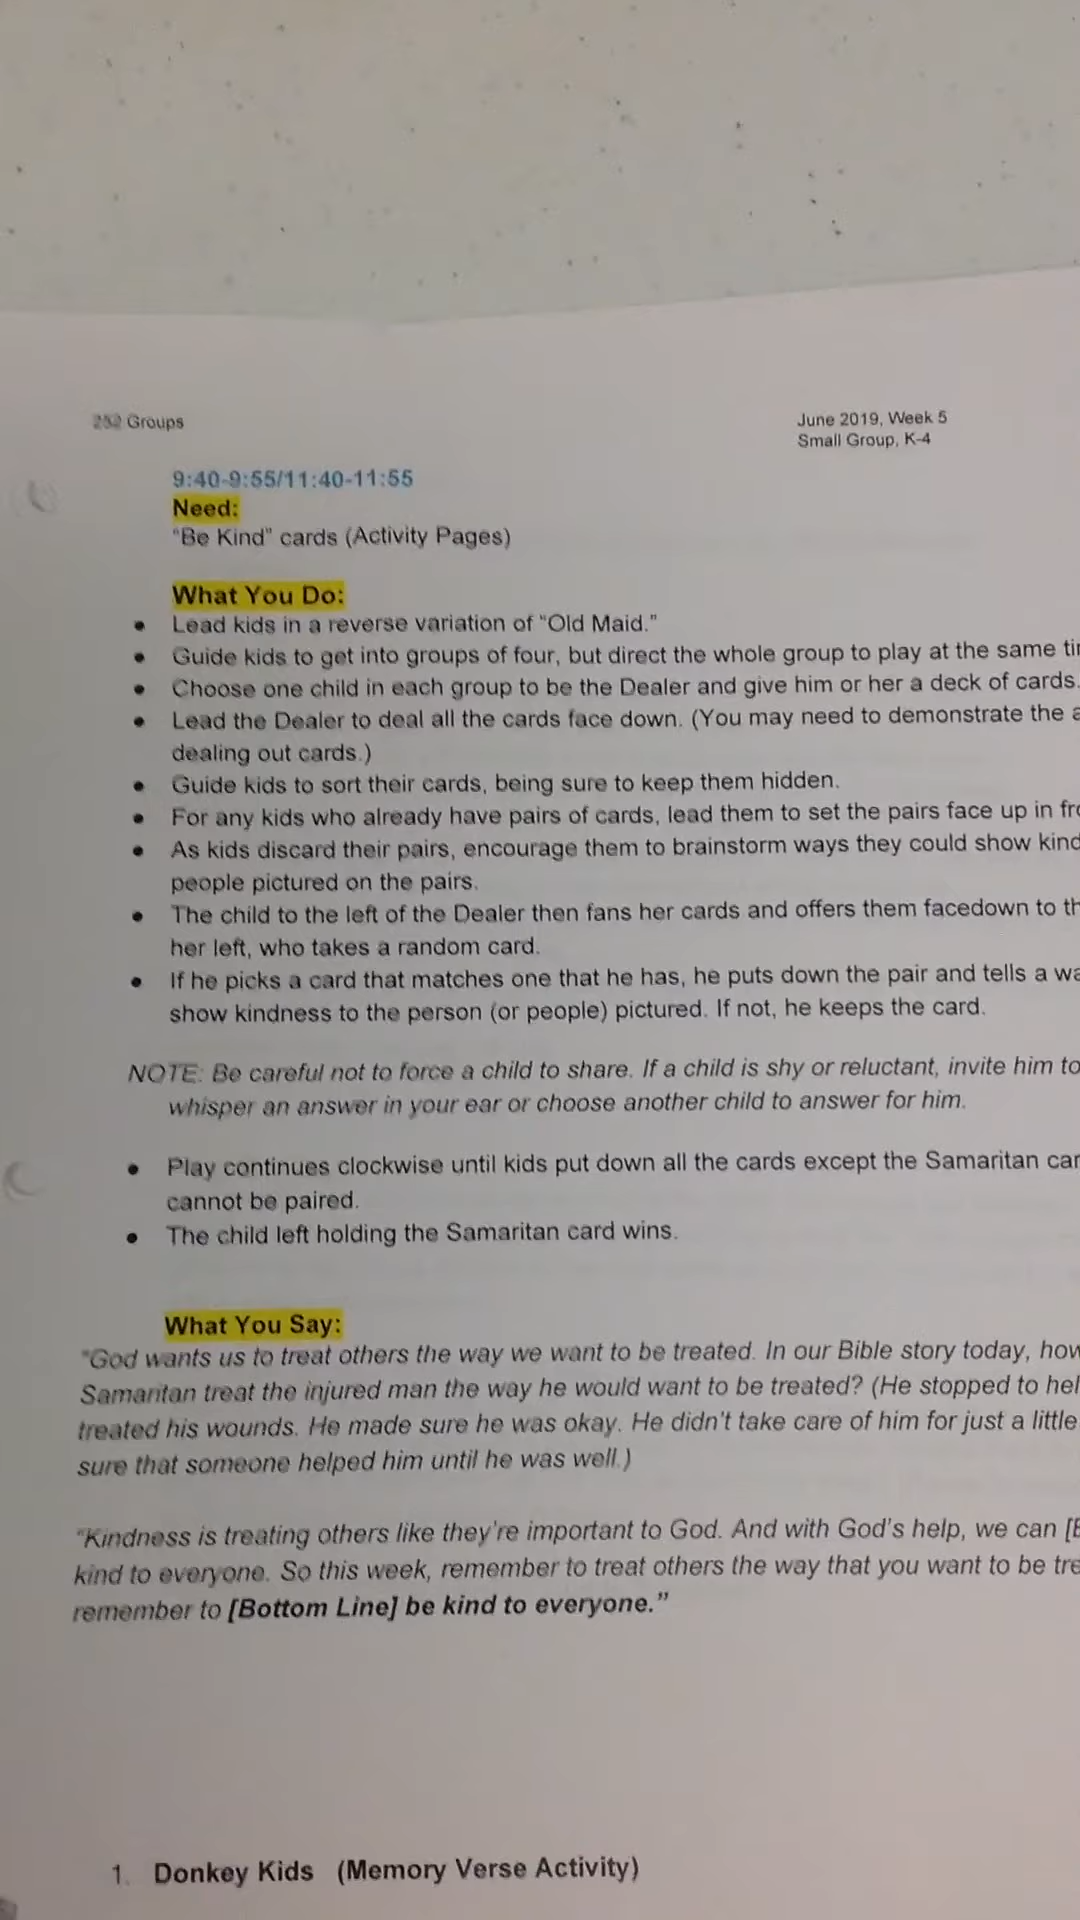 252 Groups
June 2019, Week 5
Small Group, K-4
9:40-9:55/11:40-11:55
Need:
"Be Kind" cards (Activity Pages)
What You Do:
• Lead kids in a reverse variation of "Old Maid."
• Guide kids to get into groups of four, but direct the whole group to play at the same
• Choose one child in each group to be the Dealer and give him or her a deck of cards.
• Lead the Dealer to deal all the cards face down. (You may need to demonstrate the
dealing out cards.)
• Guide kids to sort their cards, being sure to keep them hidden.
• For any kids who already have pairs of cards, lead them to set the pairs face up in
• As kids discard their pairs, encourage them to brainstorm ways they could show
people pictured on the pairs.
• The child to the left of the Dealer then fans her cards and offers them facedown to
her left, who takes a random card.
• If he picks a card that matches one that he has, he puts down the pair and tells a
show kindness to the person (or people) pictured. If not, he keeps the card.
NOTE: Be careful not to force a child to share. If a child is shy or reluctant, invite him to
whisper an answer in your ear or choose another child to answer for him.
• Play continues clockwise until kids put down all the cards except the Samaritan
cannot be paired.
• The child left holding the Samaritan card wins.
What You Say:
"God wants us to treat others the way we want to be treated. In our Bible story today, how
Samaritan treat the injured man the way he would want to be treated? (He stopped to
treated his wounds. He made sure he was okay. He didn't take care of him for just a little
sure that someone helped him until he was well.)
"Kindness is treating others like they're important to God. And with God's help, we can
kind to everyone. So this week, remember to treat others the way that you want to be
remember to [Bottom Line] be kind to everyone."
1. Donkey Kids (Memory Verse Activity)